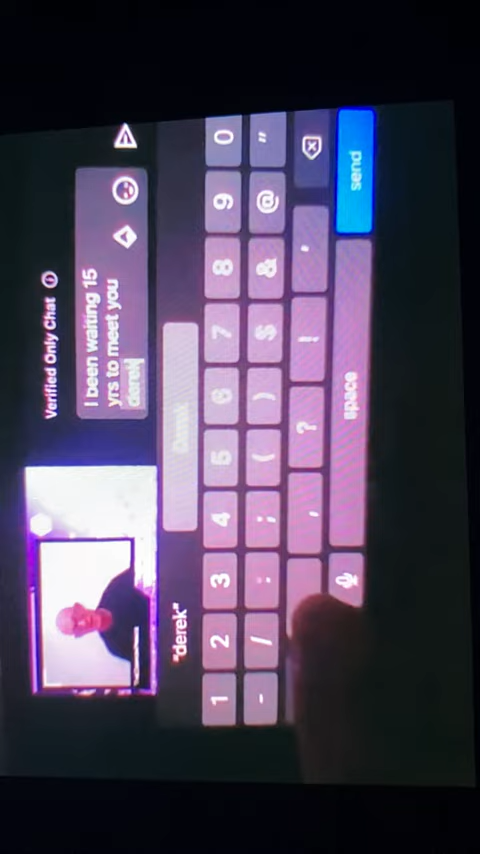 Verified Only Chat
I been waiting 15
yrs to meet you
derek
"derek" Derek
1 2 3 4 5 6 7 8 9 0
- / : ; ( ) $ & @ "
. , ? ! '
space send